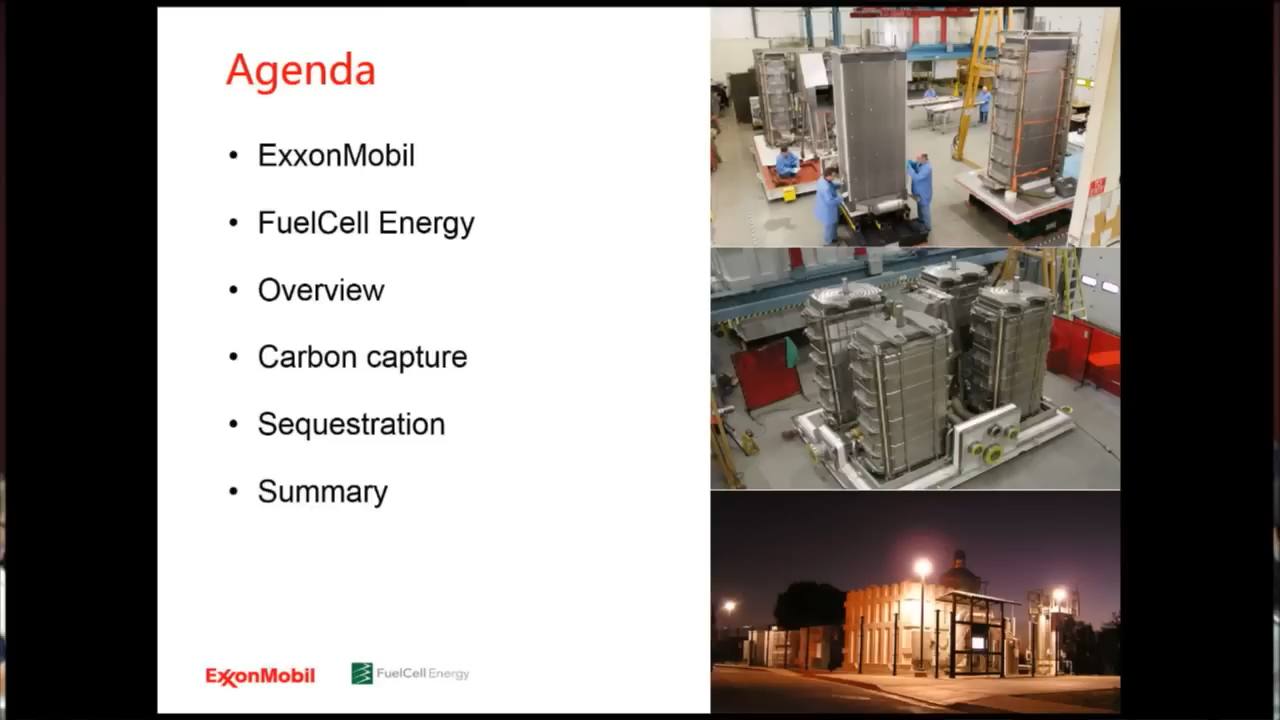 Agenda
• ExxonMobil
• FuelCell Energy
• Overview
• Carbon capture
• Sequestration
• Summary
ExxonMobil
FuelCell Energy